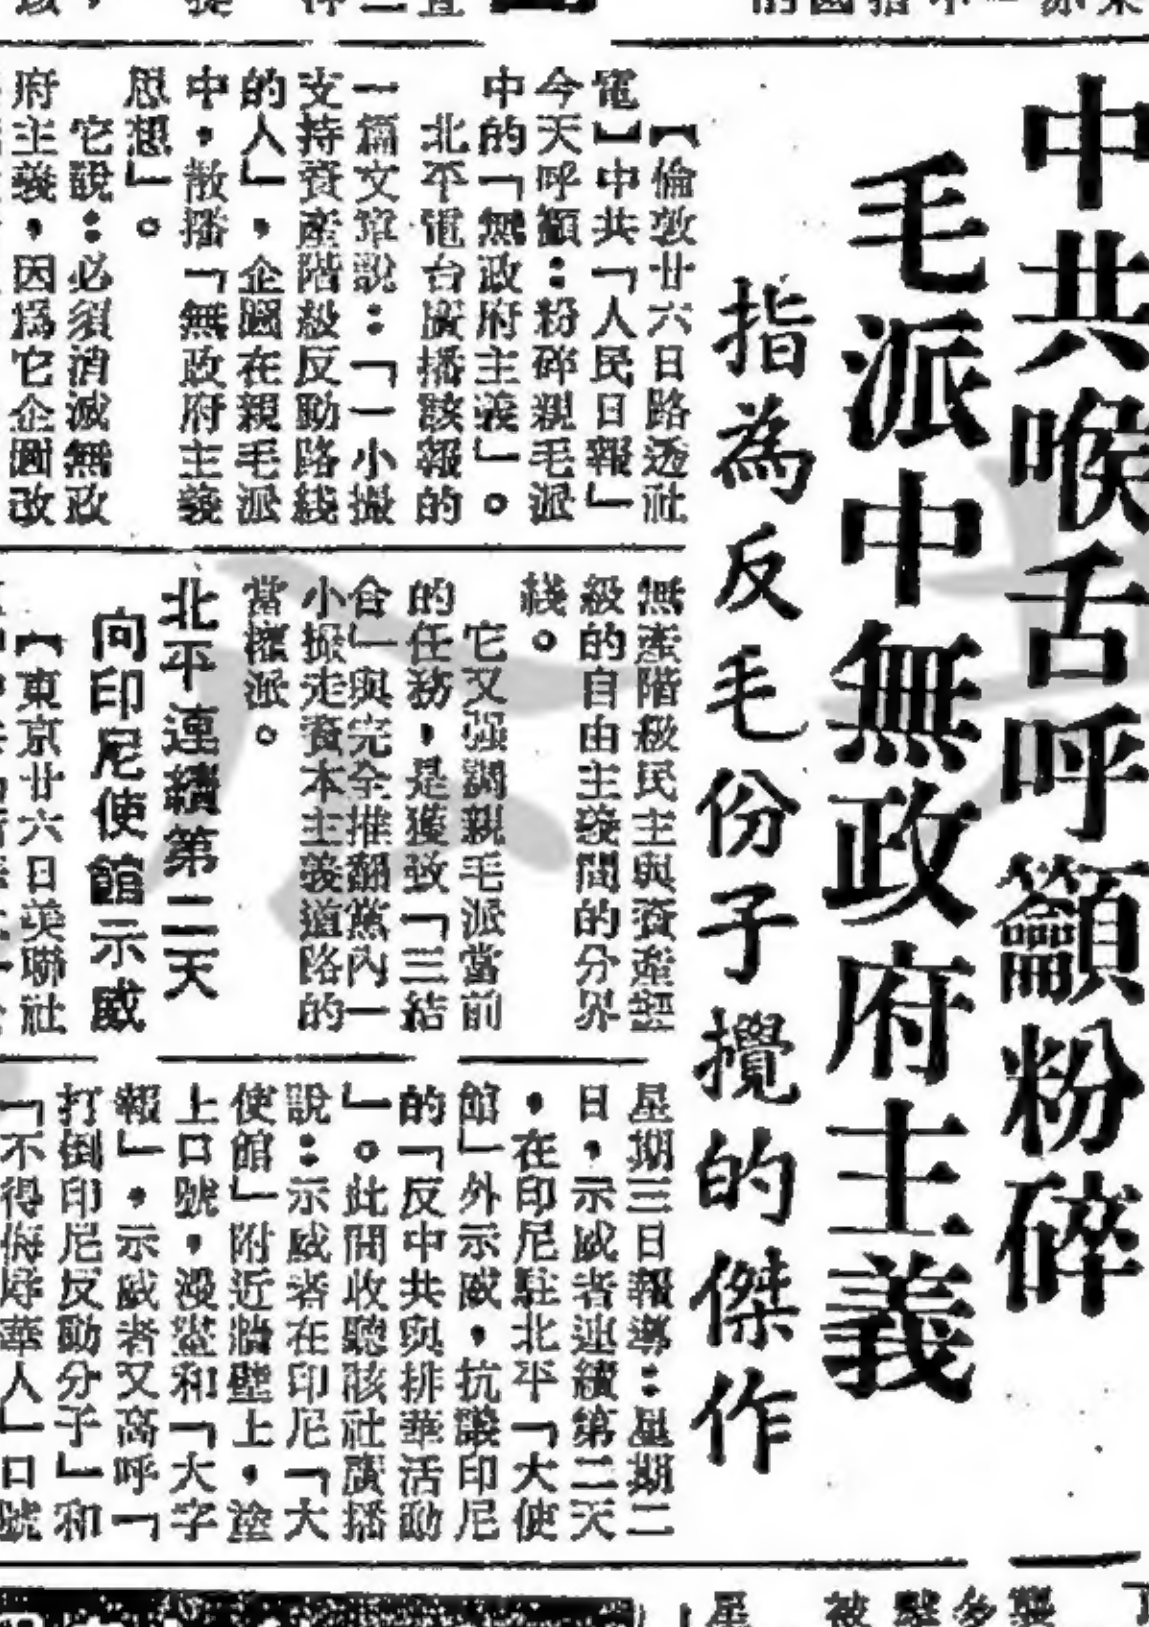 中共喉舌呼籲粉碎
毛派中無政府主義
指為反毛份子攪的傑作
【倫敦廿六日路透社
電】中共「人民日報」
今天呼籲：粉碎親毛派
中的「無政府主義」。
北平電台廣播該報的
一篇文章說：「一小撮
支持資產階級反動路綫
的人」，企圖在親毛派
中，散播「無政府主義
思想」。
它說：必須消滅無政
府主義，因爲它企圖改
無產階級民主與資產階
級的自由主義間的分界
綫。
它又强調親毛派當前
的任務，是獲致「三結
合」與完全推翻黨內一
小撮走資本主義道路的
當權派。
北平連續第二天
向印尼使館示威
【東京廿六日美聯社
星期三日報導：星期二
日，示威者連續第二天
，在印尼駐北平「大使
館」外示威，抗議印尼
的「反中共與排華活動
」。此間收聽該社廣播
說：示威者在印尼「大
使館」附近牆壁上，塗
上口號，漫盜和「大字
報」，示威者又高呼「
打倒印尼反動分子」和
「不得侮辱華人」口號